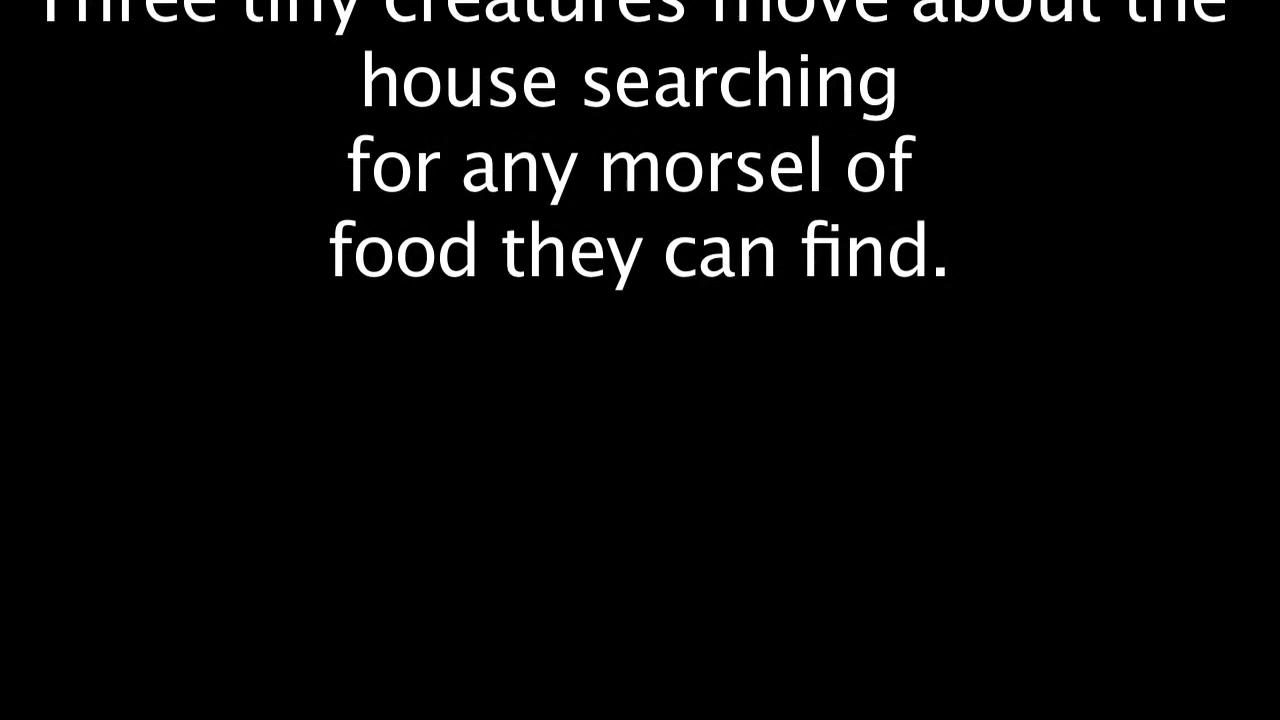 Three tiny creatures move about the
house searching
for any morsel of
food they can find.